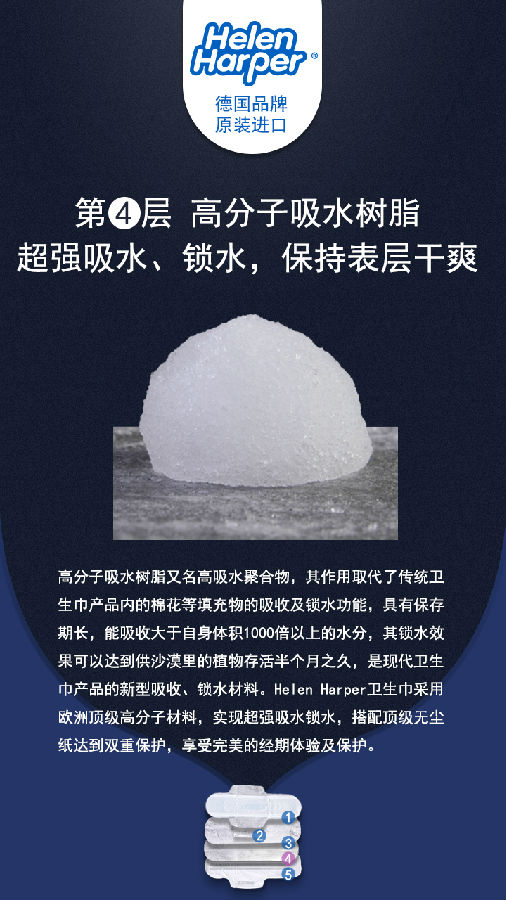 Helen
Harper®
德国品牌
原装进口
第4层 高分子吸水树脂
超强吸水、锁水，保持表层干爽
高分子吸水树脂又名高吸水聚合物，其作用取代了传统卫
生巾产品内的棉花等填充物的吸收及锁水功能，具有保存
期长，能吸收大于自身体积1000倍以上的水分，其锁水效
果可以达到供沙漠里的植物存活半个月之久，是现代卫生
巾产品的新型吸收、锁水材料。Helen Harper卫生巾采用
欧洲顶级高分子材料，实现超强吸水锁水，搭配顶级无尘
纸达到双重保护，享受完美的经期体验及保护。
1
2
3
4
5